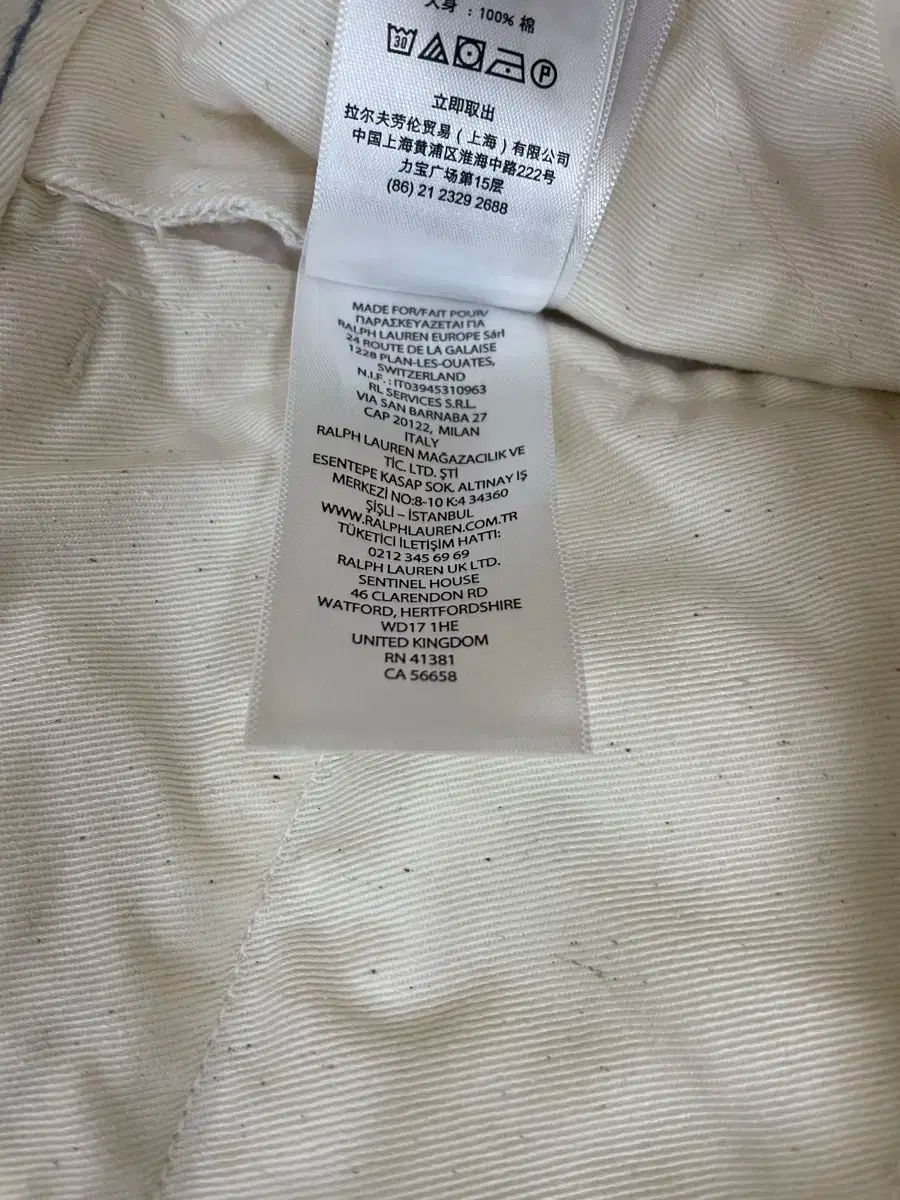 大身 : 100% 棉
30 P
立即取出
拉尔夫劳伦贸易（上海）有限公司
中国上海黄浦区淮海中路222号
力宝广场第15层
(86) 21 2329 2688
MADE FOR/FAIT POUR/
ΠΑΡΑΣΚΕΥΑΖΕΤΑΙ ΓΙΑ
RALPH LAUREN EUROPE Sàrl
24 ROUTE DE LA GALAISE
1228 PLAN-LES-OUATES,
SWITZERLAND
N.I.F. : IT03945310963
RL SERVICES S.R.L.
VIA SAN BARNABA 27
CAP 20122, MILAN
ITALY
RALPH LAUREN MAĞAZACILIK VE
TİC. LTD. ŞTİ
ESENTEPE KASAP SOK. ALTINAY İŞ
MERKEZİ NO:8-10 K:4 34360
ŞİŞLİ – İSTANBUL
WWW.RALPHLAUREN.COM.TR
TÜKETİCİ İLETİŞİM HATTI:
0212 345 69 69
RALPH LAUREN UK LTD.
SENTINEL HOUSE
46 CLARENDON RD
WATFORD, HERTFORDSHIRE
WD17 1HE
UNITED KINGDOM
RN 41381
CA 56658